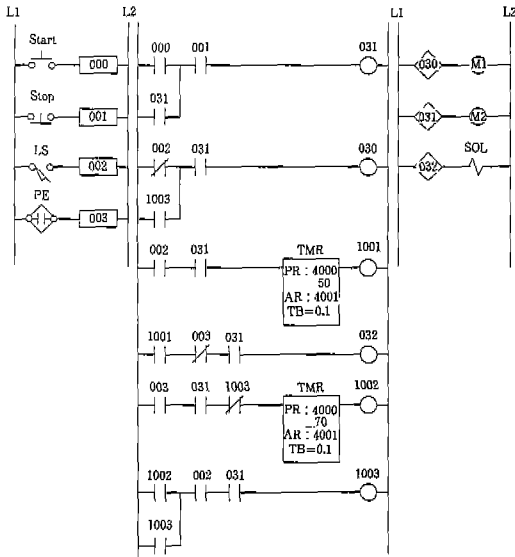 L1 L2 L1 L2
Start 000 000 001 031 030 M1
Stop 001 031 031 M2
LS 002 002 031 030 032 SOL
PE 003 1003
002 031 TMR 1001
PR : 4000
50
AR : 4001
TB=0.1
1001 003 031 032
003 031 1003 TMR 1002
PR : 4000
70
AR : 4001
TB=0.1
1002 002 031 1003
1003